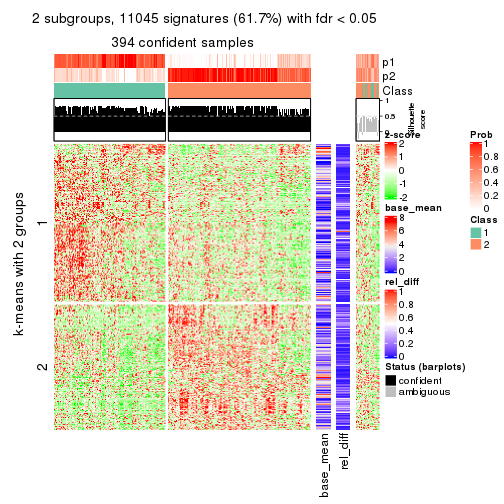 2 subgroups, 11045 signatures (61.7%) with fdr < 0.05
394 confident samples
p1
p2
Class
1
0.5
0
Silhouette
score
k-means with 2 groups
1
2
base_mean
rel_diff
z-score
2
1
0
-1
-2
base_mean
8
6
4
2
0
rel_diff
1
0.8
0.6
0.4
0.2
0
Status (barplots)
confident
ambiguous
Prob
1
0.8
0.6
0.4
0.2
0
Class
1
2